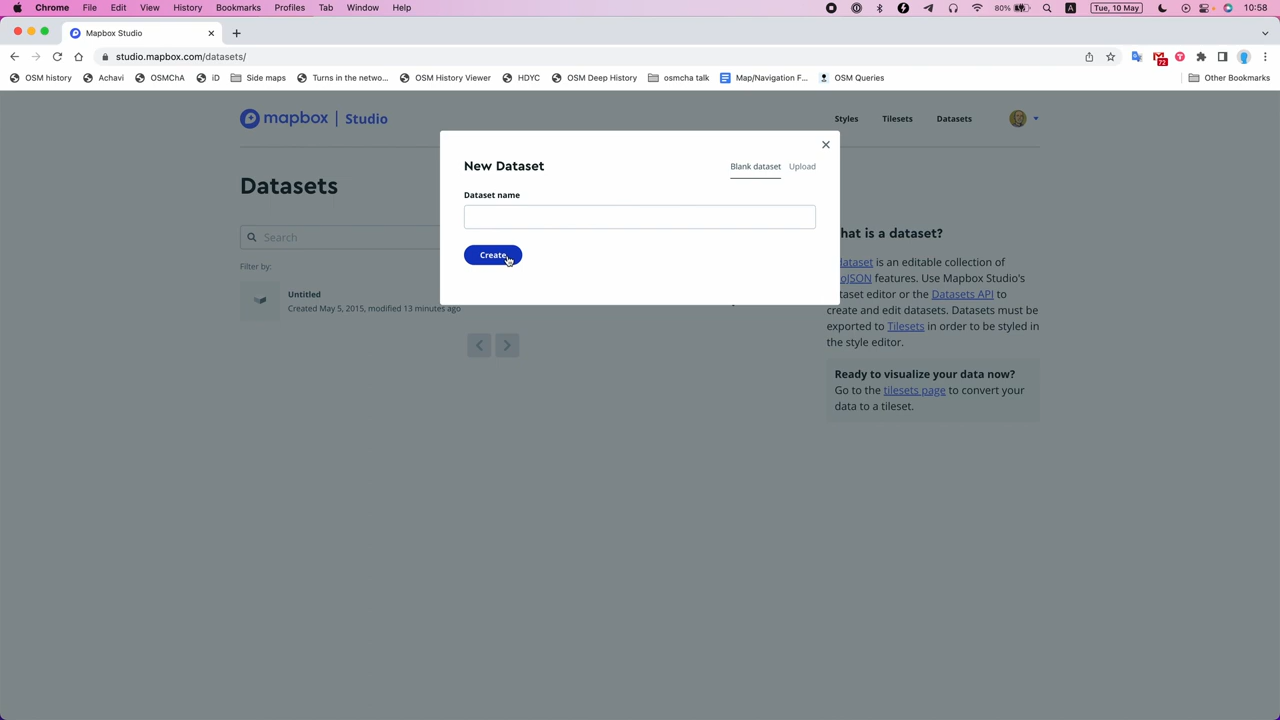 Chrome File Edit View History Bookmarks Profiles Tab Window Help 80% A Tue, 10 May 10:58
Mapbox Studio
studio.mapbox.com/datasets/ 72
OSM history Achavi OSMChA iD Side maps Turns in the netwo... OSM History Viewer HDYC OSM Deep History osmcha talk Map/Navigation F... OSM Queries Other Bookmarks
mapbox | Studio Styles Tilesets Datasets
New Dataset Blank dataset Upload
Datasets
Dataset name
Search
hat is a dataset?
Create
Filter by:
dataset is an editable collection of
oJSON features. Use Mapbox Studio's
taset editor or the Datasets API to
create and edit datasets. Datasets must be
exported to Tilesets in order to be styled in
the style editor.
Untitled
Created May 5, 2015, modified 13 minutes ago
Ready to visualize your data now?
Go to the tilesets page to convert your
data to a tileset.